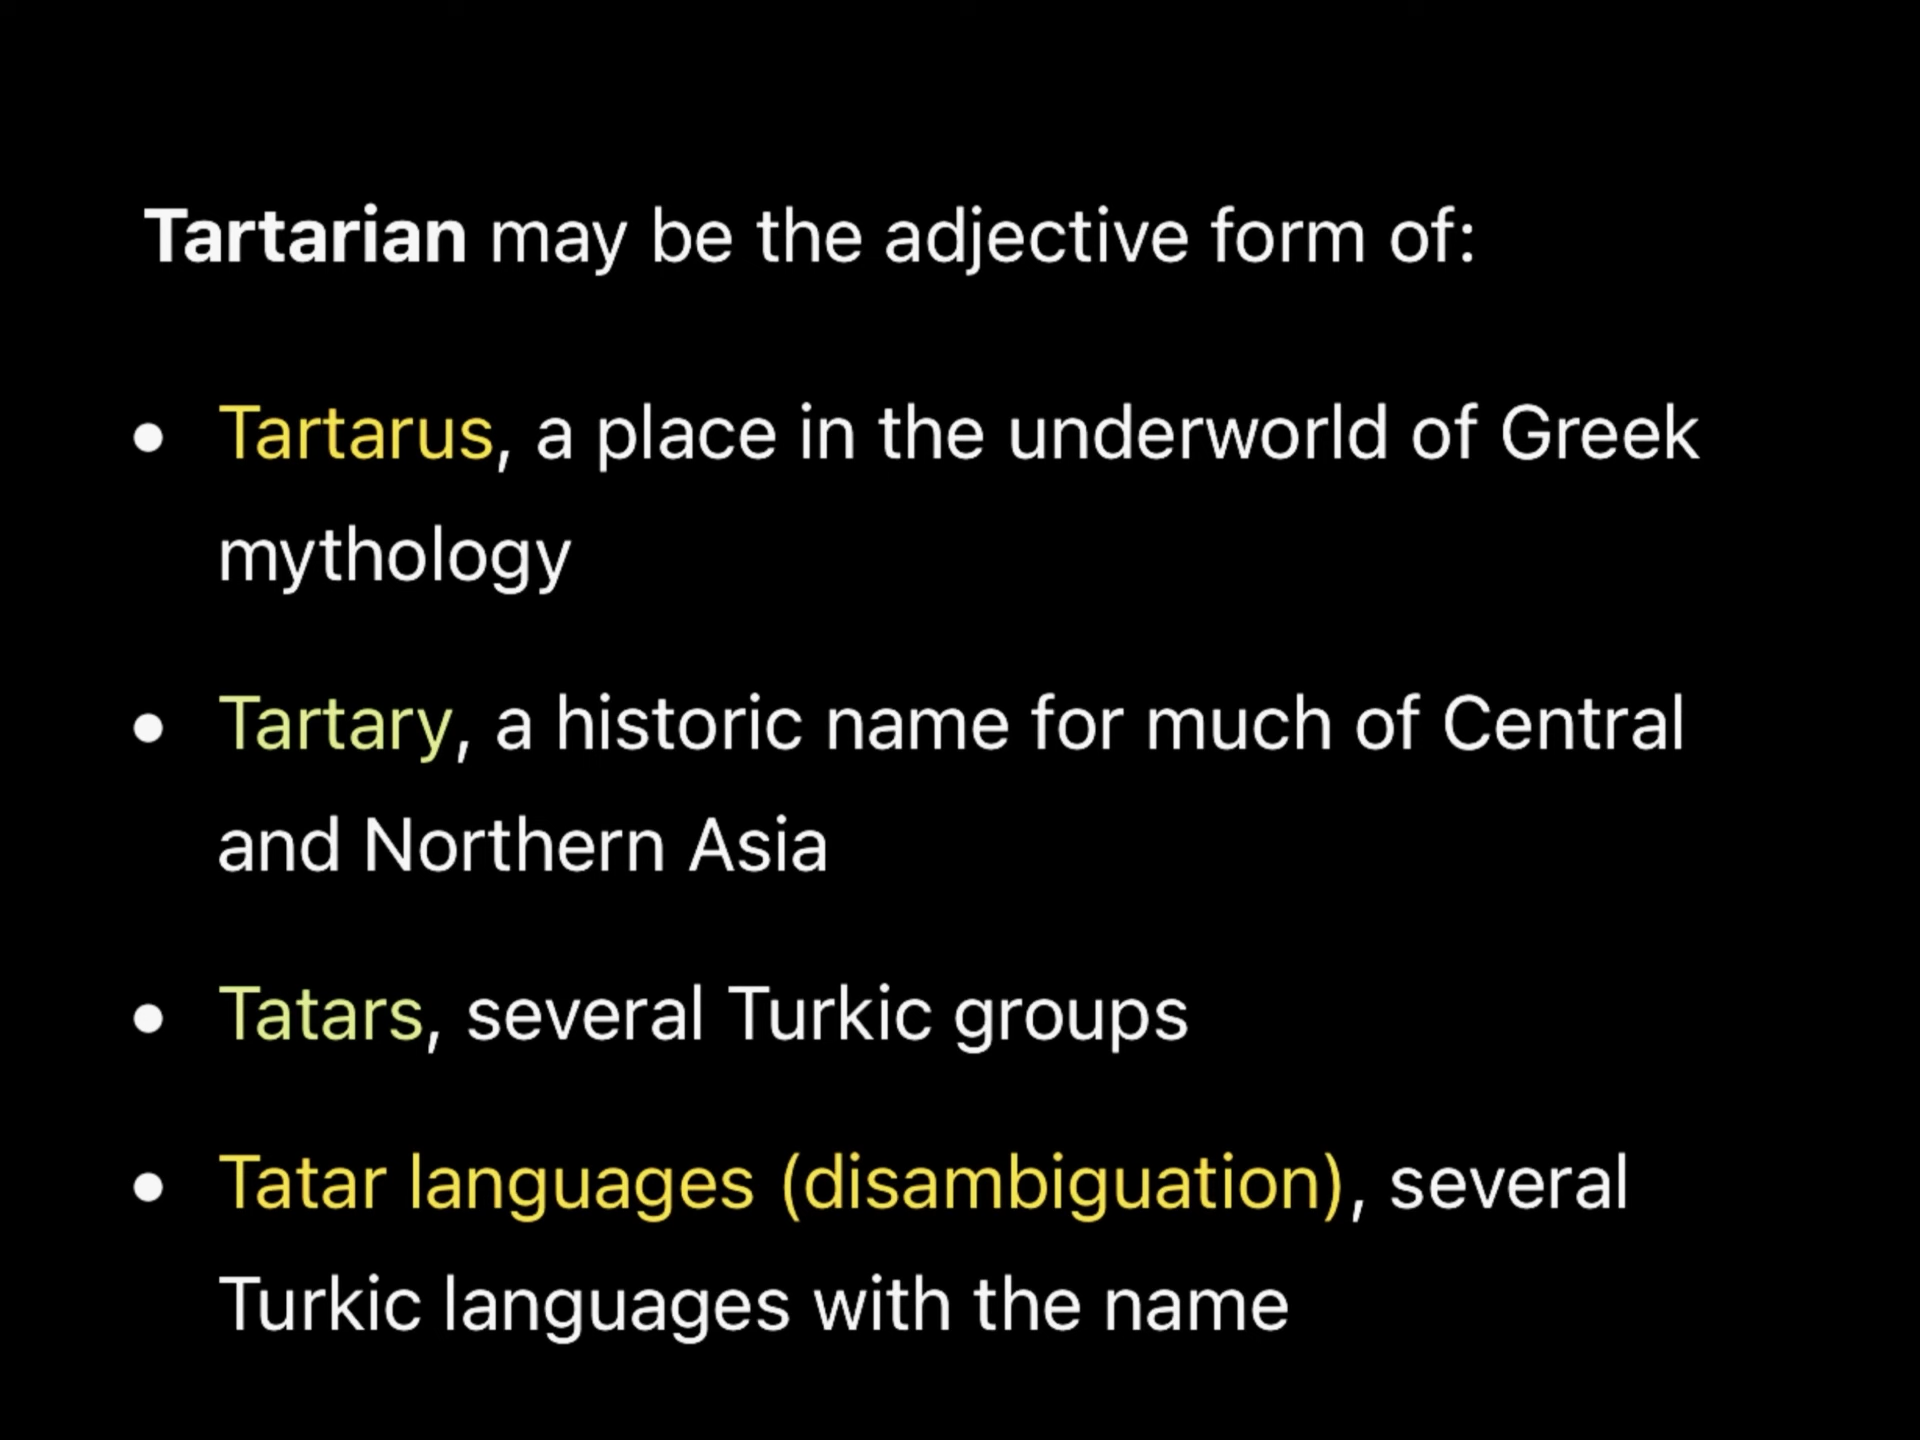 Tartarian may be the adjective form of:
• Tartarus, a place in the underworld of Greek
mythology
• Tartary, a historic name for much of Central
and Northern Asia
• Tatars, several Turkic groups
• Tatar languages (disambiguation), several
Turkic languages with the name